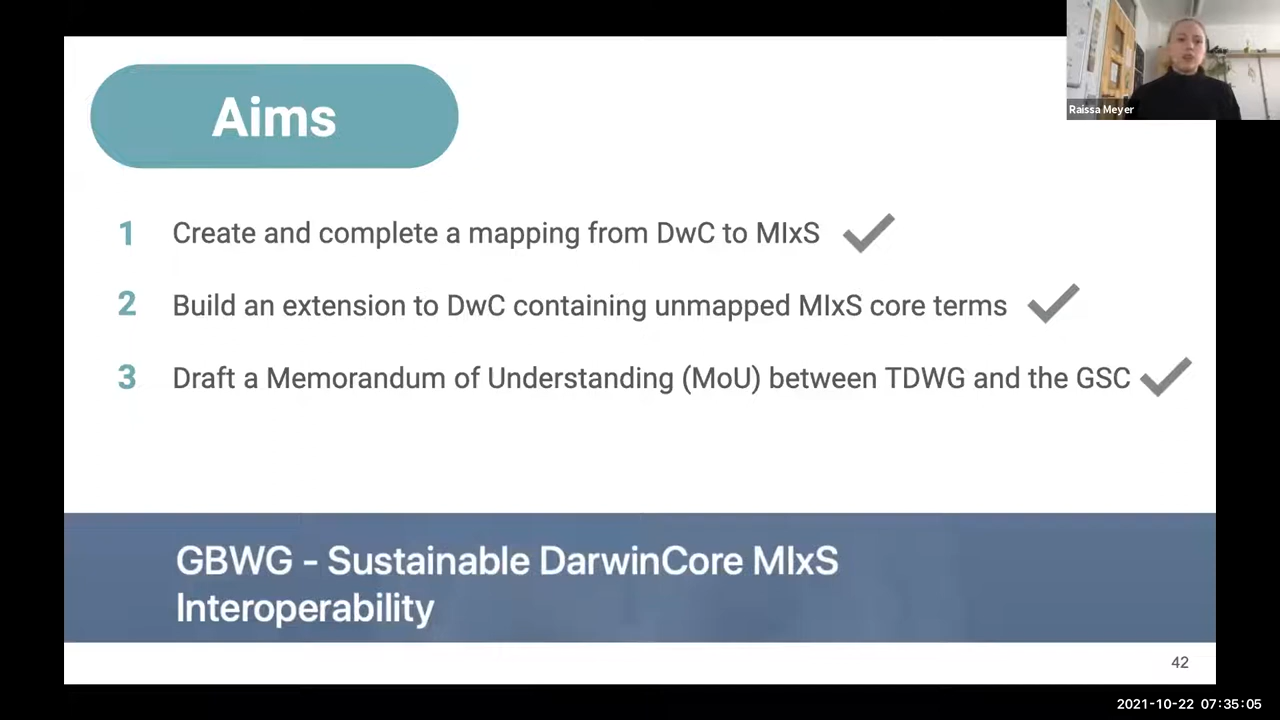 Aims
Raissa Meyer
1 Create and complete a mapping from DwC to MIxS
2 Build an extension to DwC containing unmapped MIxS core terms
3 Draft a Memorandum of Understanding (MoU) between TDWG and the GSC
GBWG - Sustainable DarwinCore MIxS
Interoperability
42
2021-10-22 07:35:05